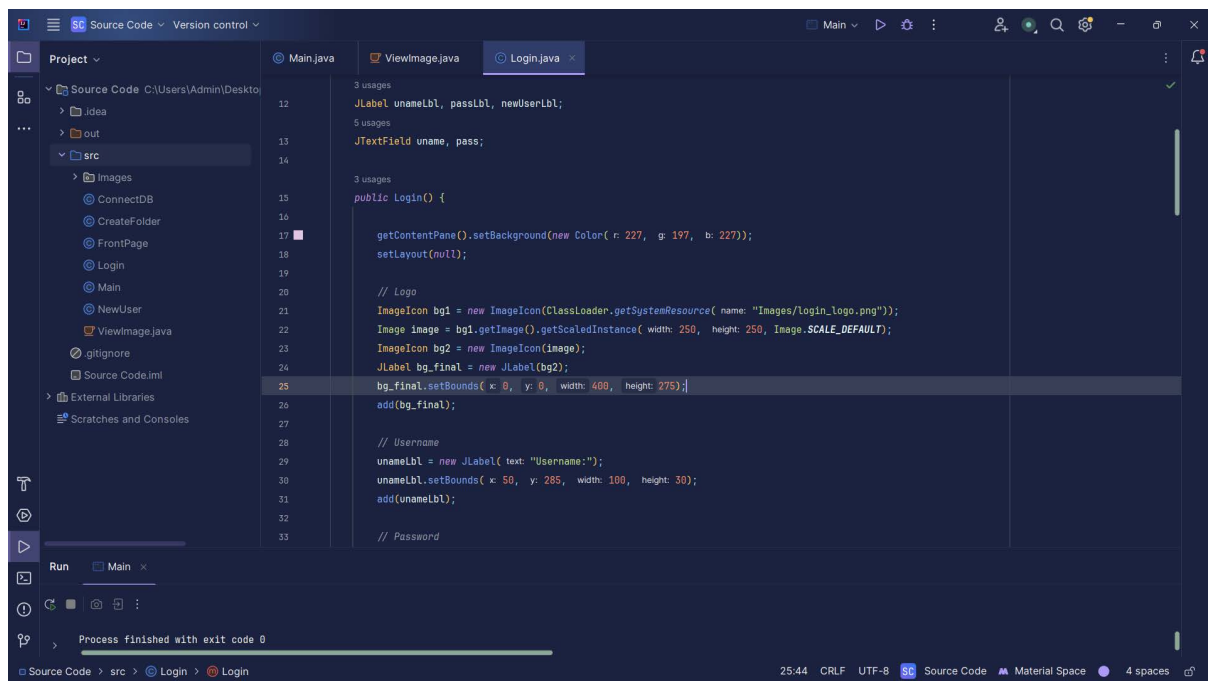 SC Source Code Version control Main
Project
Main.java ViewImage.java Login.java
Source Code C:\Users\Admin\Deskto
.idea
out
src
Images
ConnectDB
CreateFolder
FrontPage
Login
Main
NewUser
ViewImage.java
.gitignore
Source Code.iml
External Libraries
Scratches and Consoles
3 usages
12 JLabel unameLbl, passLbl, newUserLbl;
5 usages
13 JTextField uname, pass;
14
3 usages
15 public Login() {
16
17 getContentPane().setBackground(new Color( r: 227, g: 197, b: 227));
18 setLayout(null);
19
20 // Logo
21 ImageIcon bg1 = new ImageIcon(ClassLoader.getSystemResource( name: "Images/login_logo.png"));
22 Image image = bg1.getImage().getScaledInstance( width: 250, height: 250, Image.SCALE_DEFAULT);
23 ImageIcon bg2 = new ImageIcon(image);
24 JLabel bg_final = new JLabel(bg2);
25 bg_final.setBounds( x: 0, y: 0, width: 400, height: 275);
26 add(bg_final);
27
28 // Username
29 unameLbl = new JLabel( text: "Username:");
30 unameLbl.setBounds( x: 50, y: 285, width: 100, height: 30);
31 add(unameLbl);
32
33 // Password
Run Main
Process finished with exit code 0
Source Code > src > Login > Login 25:44 CRLF UTF-8 SC Source Code Material Space 4 spaces